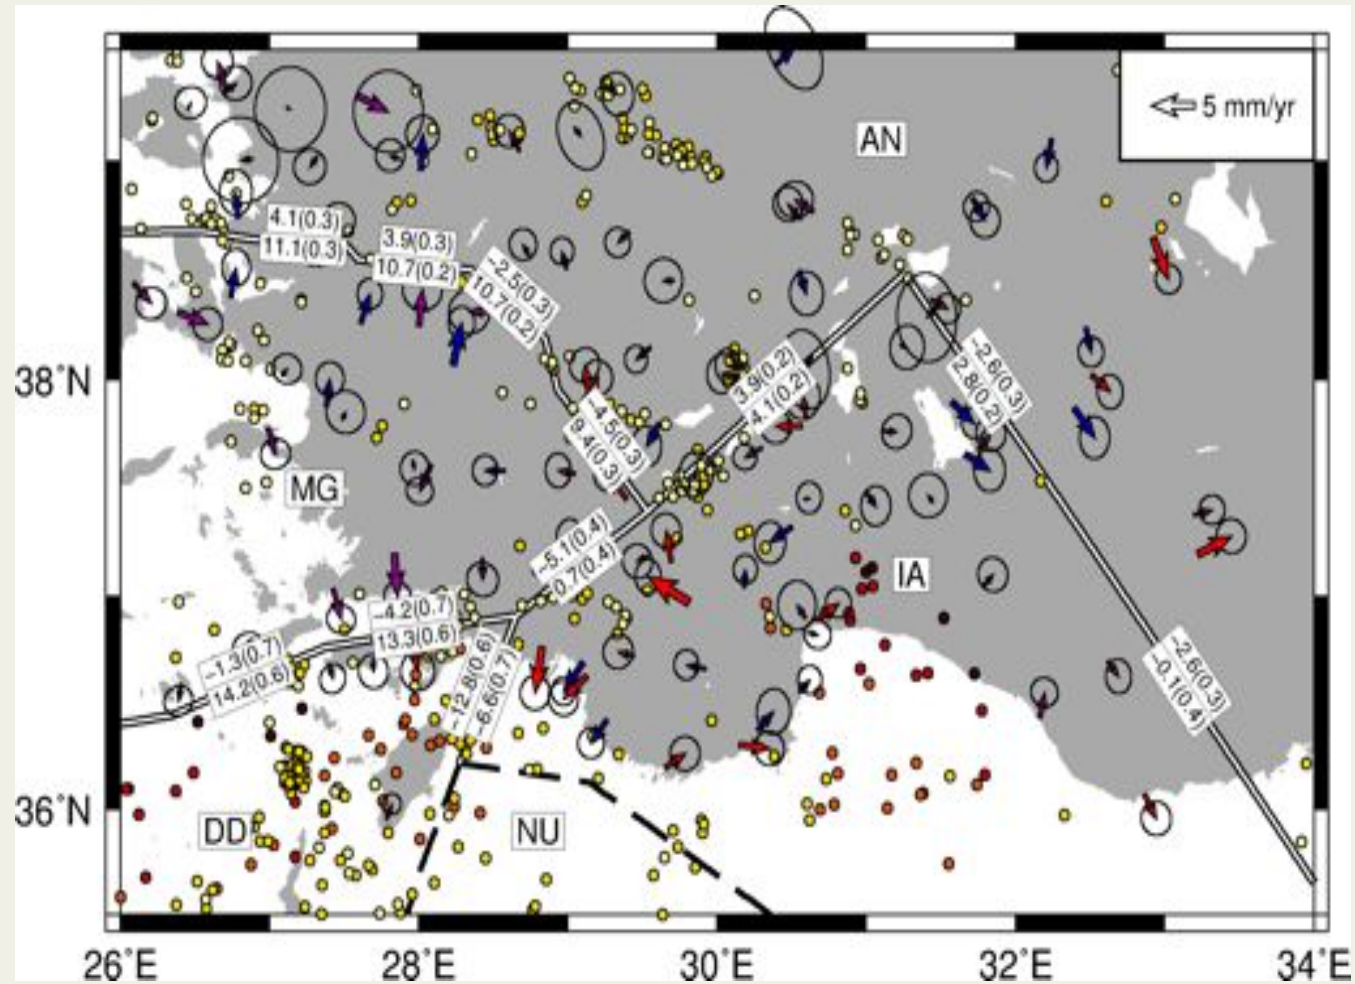 5 mm/yr
AN
4.1(0.3)
11.1(0.3)
3.9(0.3)
10.7(0.2)
−2.5(0.3)
10.7(0.2)
38°N
3.9(0.2)
4.1(0.2)
−2.6(0.3)
2.8(0.2)
−4.5(0.3)
9.4(0.3)
MG
−5.1(0.4)
0.7(0.4)
IA
−4.2(0.7)
13.3(0.6)
−1.3(0.7)
14.2(0.6)
−12.8(0.6)
−6.6(0.7)
−2.6(0.3)
−0.1(0.4)
36°N
DD
NU
26°E
28°E
30°E
32°E
34°E